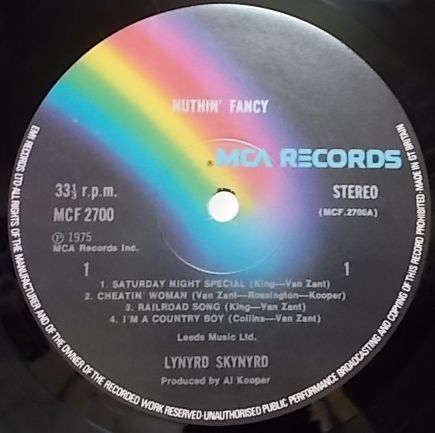 NUTHIN' FANCY
MCA RECORDS
33⅓ r.p.m.
STEREO
MCF 2700
(MCF.2700A)
Ⓟ 1975
MCA Records Inc.
1
1
1. SATURDAY NIGHT SPECIAL (King—Van Zant)
2. CHEATIN' WOMAN (Van Zant—Rossington—Kooper)
3. RAILROAD SONG (King—Van Zant)
4. I'M A COUNTRY BOY (Collins—Van Zant)
Leeds Music Ltd.
LYNYRD SKYNYRD
Produced by Al Kooper
EMI RECORDS LTD·ALL RIGHTS OF THE MANUFACTURER AND OF THE OWNER OF THE RECORDED WORK RESERVED·UNAUTHORISED PUBLIC PERFORMANCE BROADCASTING AND COPYING OF THIS RECORD PROHIBITED·MADE IN GT BRITAIN